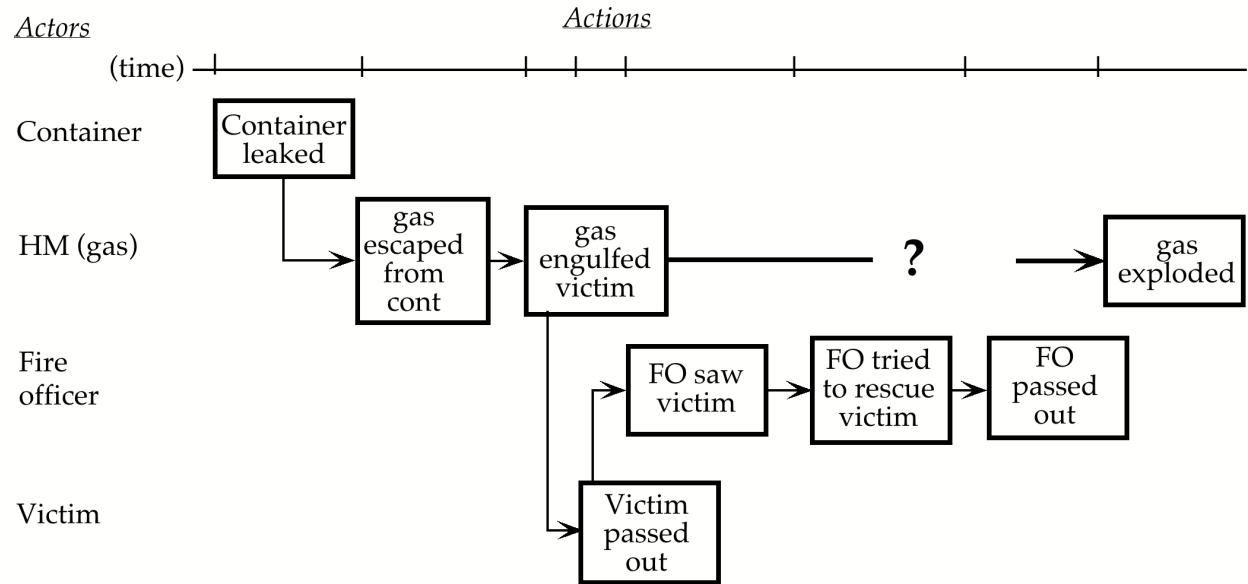 Actors
Actions
(time)
Container
Container
leaked
HM (gas)
gas
escaped
from
cont
gas
engulfed
victim
?
gas
exploded
Fire
officer
FO saw
victim
FO tried
to rescue
victim
FO
passed
out
Victim
Victim
passed
out